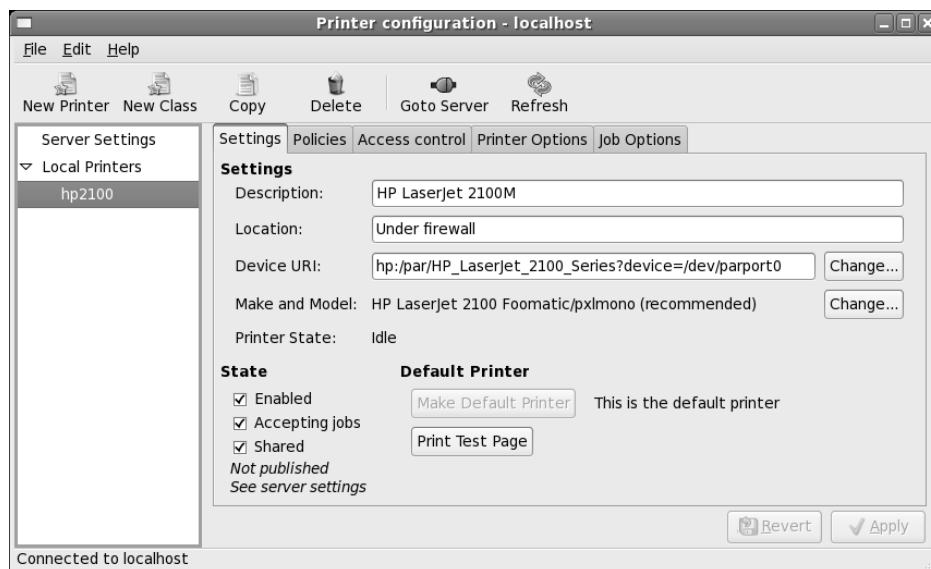 Printer configuration - localhost
File Edit Help
New Printer New Class Copy Delete Goto Server Refresh
Server Settings
Local Printers
hp2100
Settings Policies Access control Printer Options Job Options
Settings
Description: HP LaserJet 2100M
Location: Under firewall
Device URI: hp:/par/HP_LaserJet_2100_Series?device=/dev/parport0 Change...
Make and Model: HP LaserJet 2100 Foomatic/pxlmono (recommended) Change...
Printer State: Idle
State Default Printer
Enabled Make Default Printer This is the default printer
Accepting jobs
Shared Print Test Page
Not published
See server settings
Revert Apply
Connected to localhost